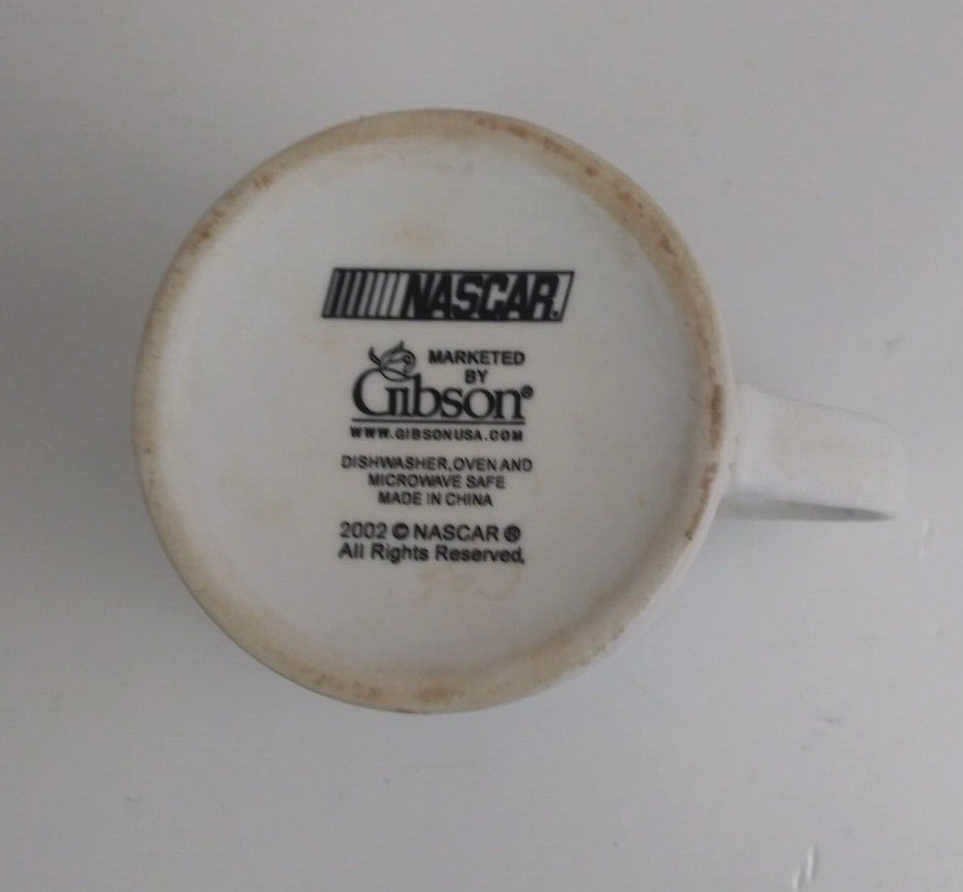 NASCAR.
MARKETED
BY
Gibson®
WWW.GIBSONUSA.COM
DISHWASHER, OVEN AND
MICROWAVE SAFE
MADE IN CHINA
2002 © NASCAR ®
All Rights Reserved,